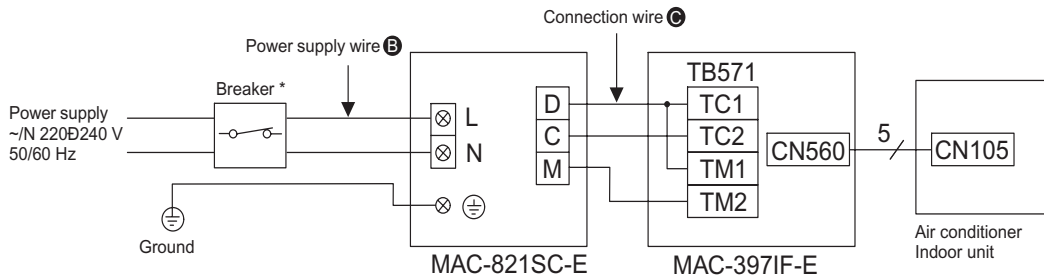 Connection wire C
Power supply wire B
Breaker *
Power supply
~/N 220Ð240 V
50/60 Hz
L
N
Ground
D
C
M
MAC-821SC-E
TB571
TC1
TC2
TM1
TM2
CN560
MAC-397IF-E
5
CN105
Air conditioner
Indoor unit